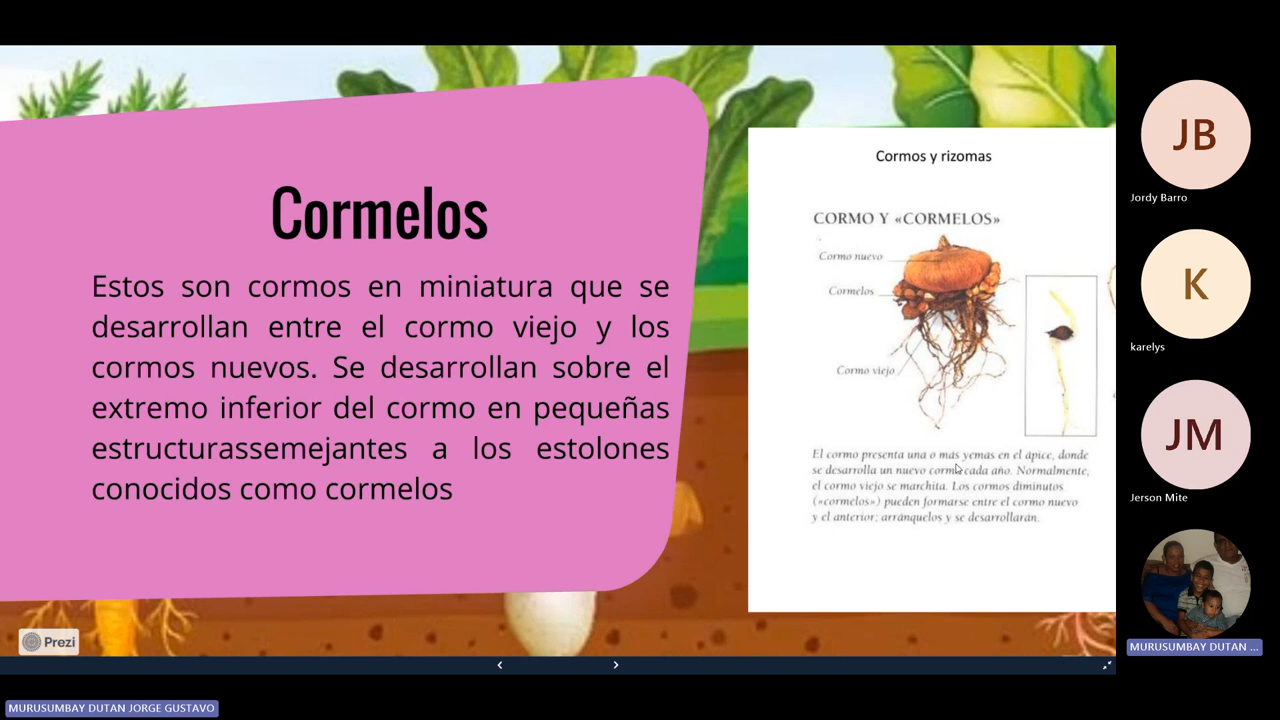 Cormelos
Estos son cormos en miniatura que se
desarrollan entre el cormo viejo y los
cormos nuevos. Se desarrollan sobre el
extremo inferior del cormo en pequeñas
estructurassemejantes a los estolones
conocidos como cormelos
Cormos y rizomas
CORMO Y «CORMELOS»
Cormo nuevo
Cormelos
Cormo viejo
El cormo presenta una o más yemas en el ápice, donde
se desarrolla un nuevo cormo cada año. Normalmente,
el cormo viejo se marchita. Los cormos diminutos
(«cormelos») pueden formarse entre el cormo nuevo
y el anterior; arránquelos y se desarrollarán.
Prezi
JB
Jordy Barro
K
karelys
JM
Jerson Mite
MURUSUMBAY DUTAN ...
MURUSUMBAY DUTAN JORGE GUSTAVO